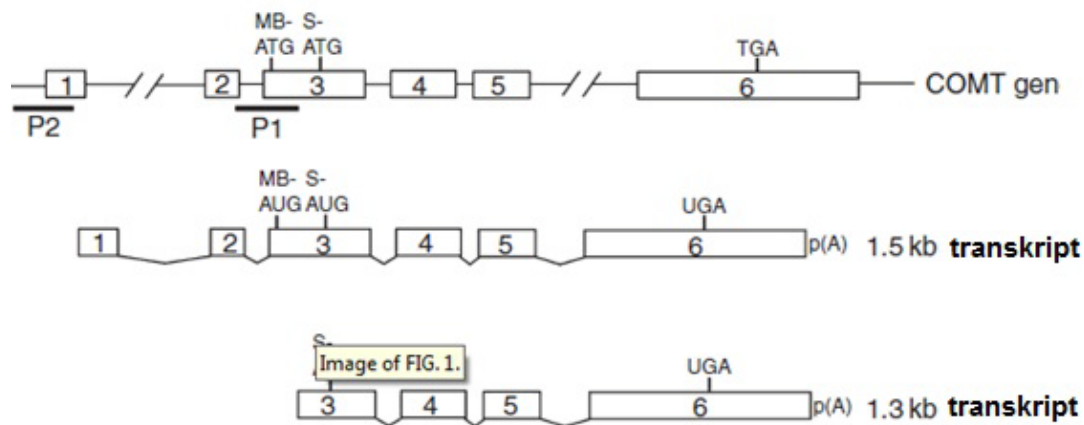 MB- S-
ATG ATG
TGA
1 2 3 4 5 6 COMT gen
P2 P1
MB- S-
AUG AUG
UGA
1 2 3 4 5 6 p(A) 1.5 kb transkript
S-
Image of FIG. 1.
UGA
3 4 5 6 p(A) 1.3 kb transkript